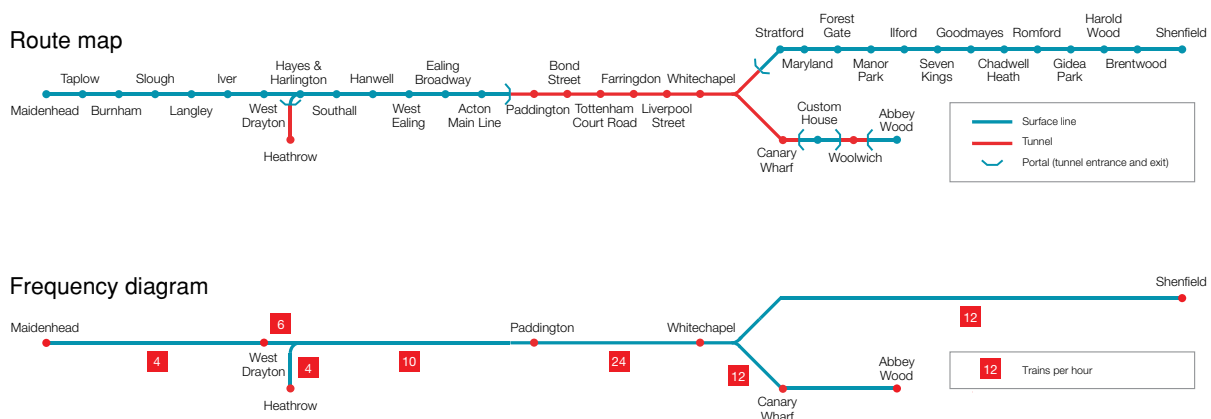 Route map
Taplow
Slough
Iver
Hayes &
Harlington
Hanwell
Ealing
Broadway
Bond
Street
Farringdon
Whitechapel
Stratford
Forest
Gate
Ilford
Goodmayes
Romford
Harold
Wood
Shenfield
Maidenhead
Burnham
Langley
West
Drayton
Southall
West
Ealing
Acton
Main Line
Paddington
Tottenham
Court Road
Liverpool
Street
Maryland
Manor
Park
Seven
Kings
Chadwell
Heath
Gidea
Park
Brentwood
Heathrow
Custom
House
Abbey
Wood
Canary
Wharf
Woolwich
Surface line
Tunnel
Portal (tunnel entrance and exit)
Frequency diagram
Shenfield
Maidenhead
6
Paddington
Whitechapel
12
4
West
Drayton
4
10
24
12
Abbey
Wood
Heathrow
Canary
Wharf
12
Trains per hour